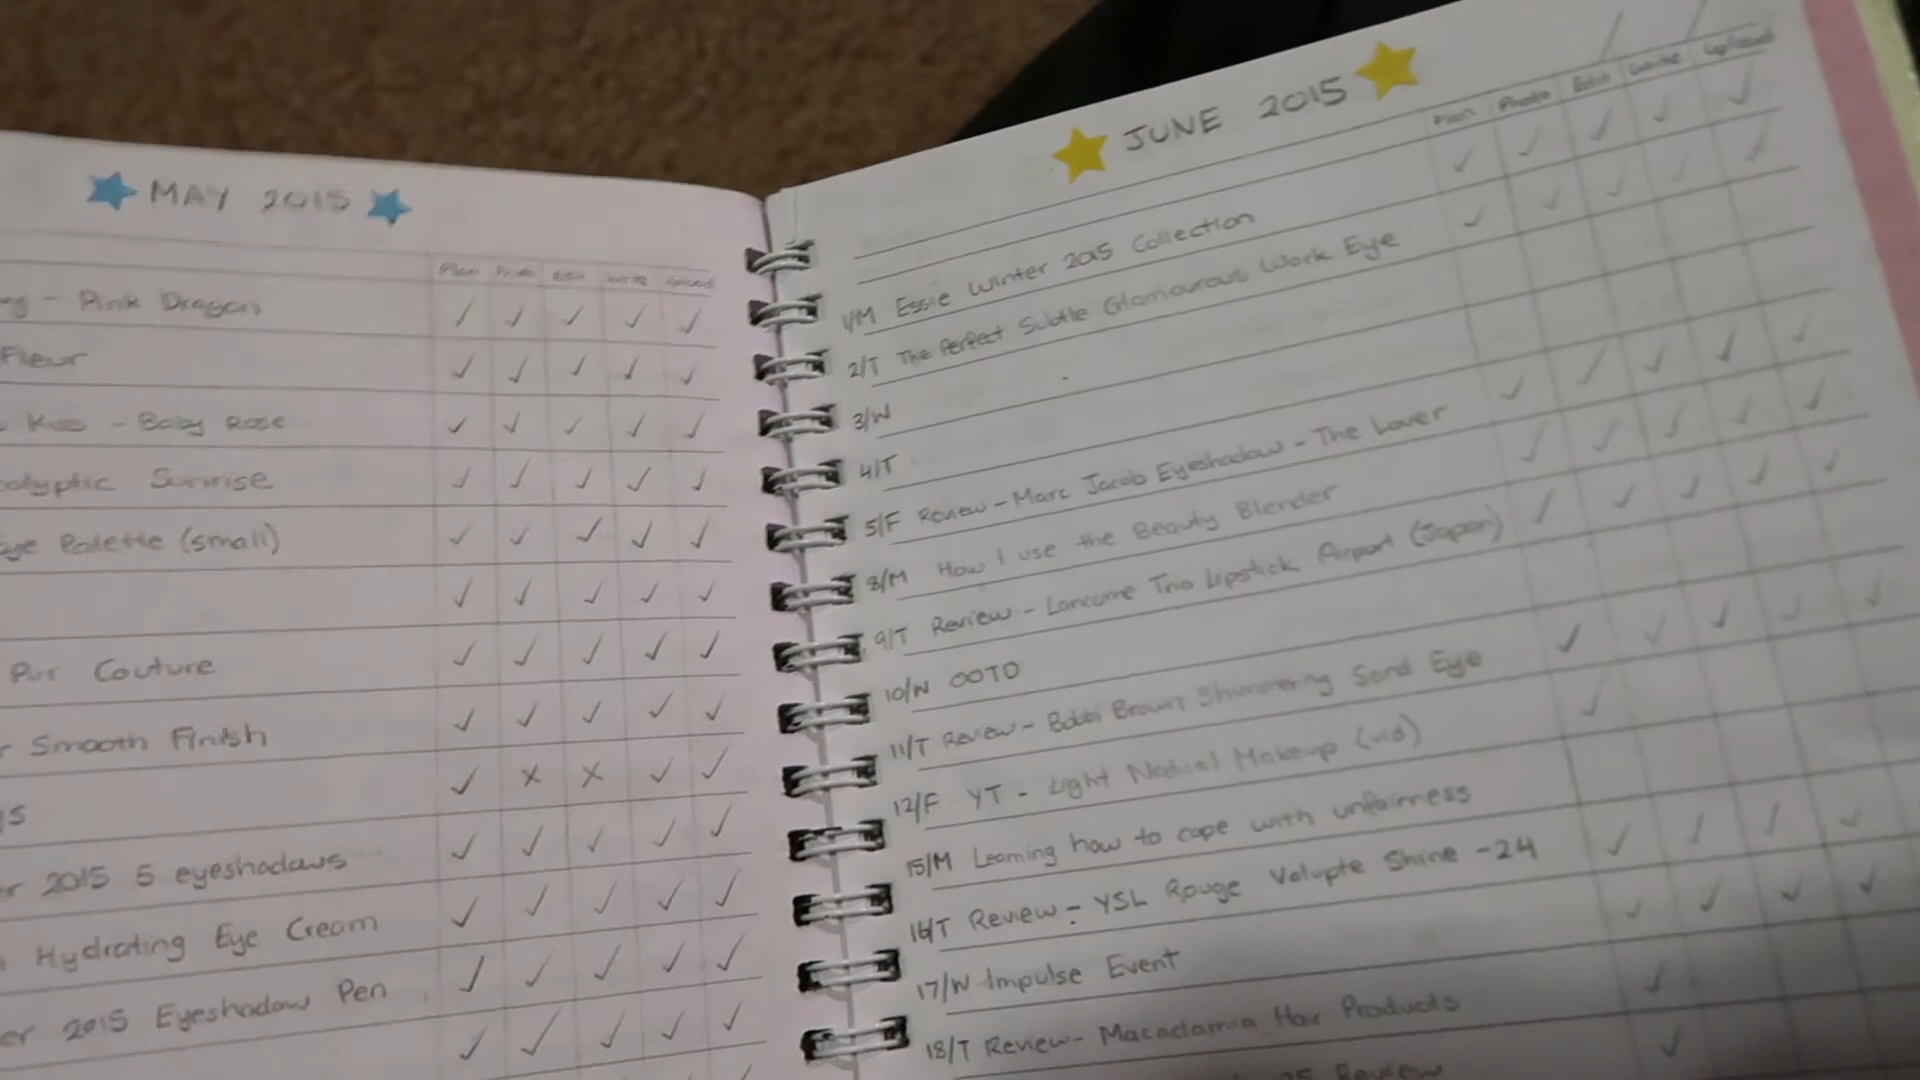 MAY 2015
Plan Photo Edit Write Upload
- Pink Dragon
Fleur
Kiss - Baby Rose
Sunrise
Palette (small)
Pur Couture
Smooth Finish
2015 5 eyeshadows
Hydrating Eye Cream
2015 Eyeshadow Pen
JUNE 2015
Plan Photo Edit Write Upload
1/M Essie Winter 2015 Collection
2/T The Perfect Subtle Glamourous Work Eye
3/W
4/T
5/F Review - Marc Jacob Eyeshadow - The Lover
8/M How I use the Beauty Blender
9/T Review - Lancome Trio Lipstick Airport (Japan)
10/W OOTD
11/T Review - Bobbi Brown Shimmering Sand Eye
12/F YT - Light Natural Makeup (vid)
15/M Learning how to cope with unfairness
16/T Review - YSL Rouge Volupte Shine - 24
17/W Impulse Event
18/T Review - Macadamia Hair Products
Review